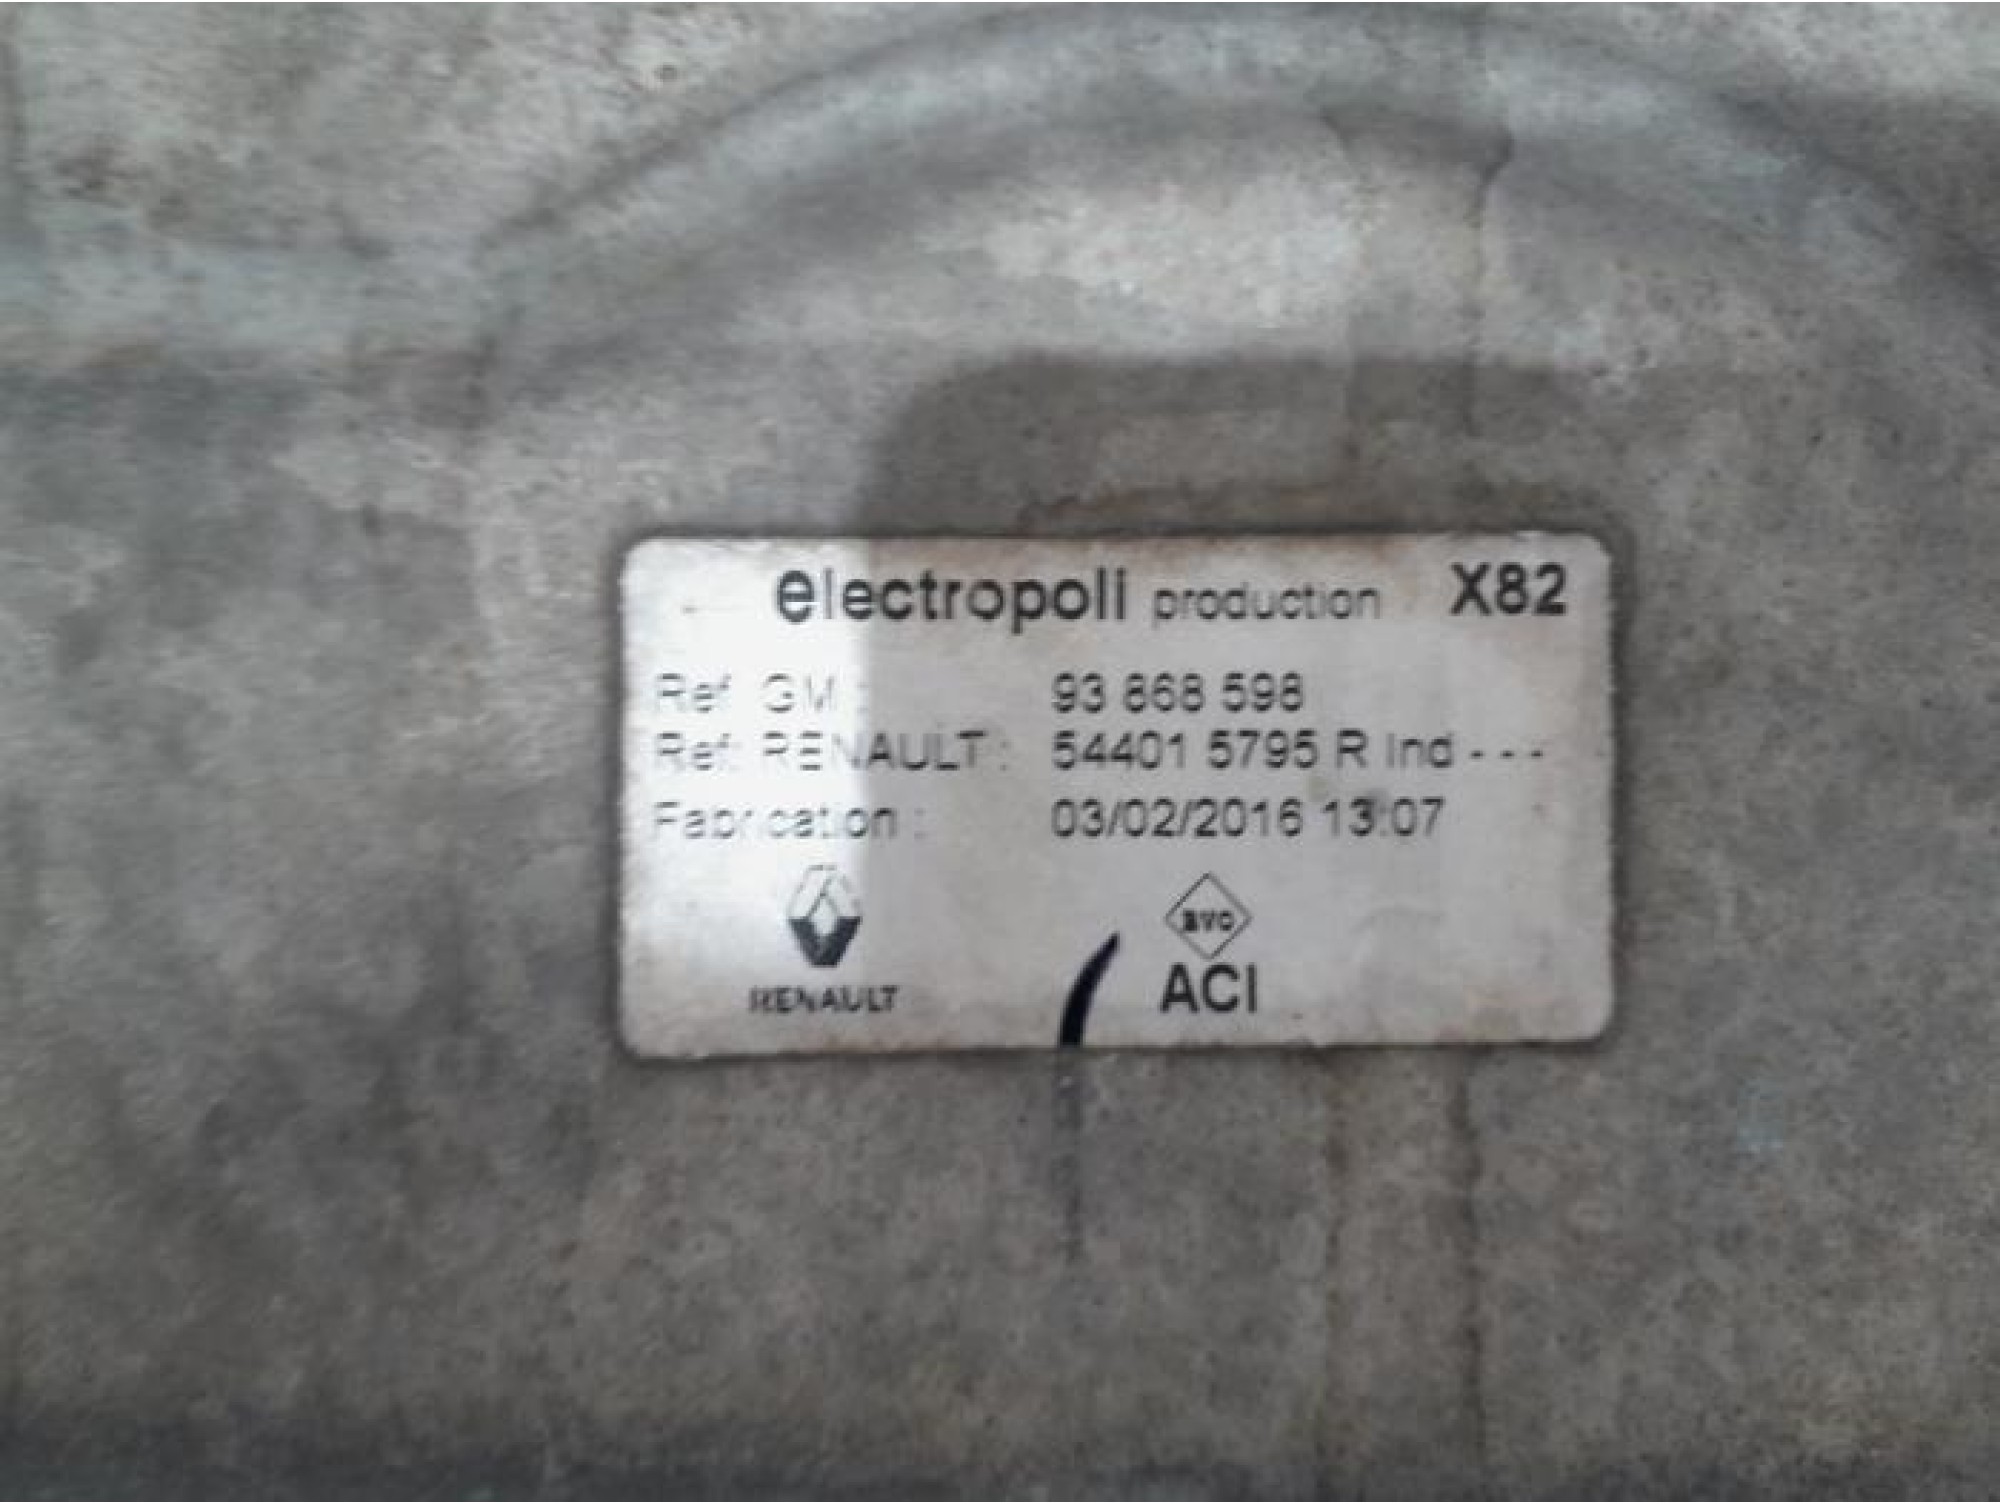 electropoli production X82
Ref. GM : 93 868 598
Ref. RENAULT : 54401 5795 R Ind - - -
Fabrication : 03/02/2016 13:07
BVC
RENAULT ACI